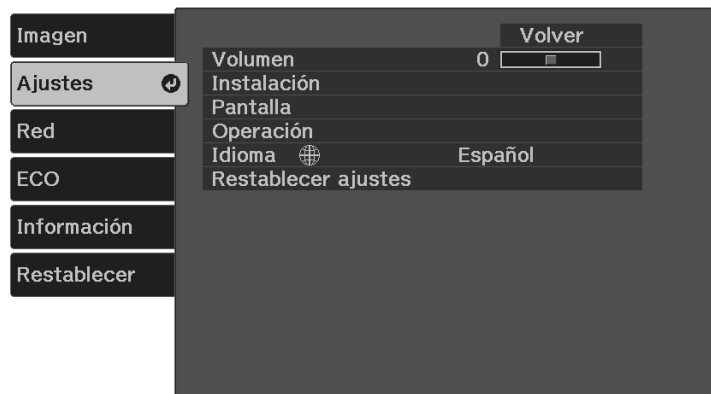 Imagen
Ajustes
Red
ECO
Información
Restablecer
Volver
Volumen 0
Instalación
Pantalla
Operación
Idioma Español
Restablecer ajustes